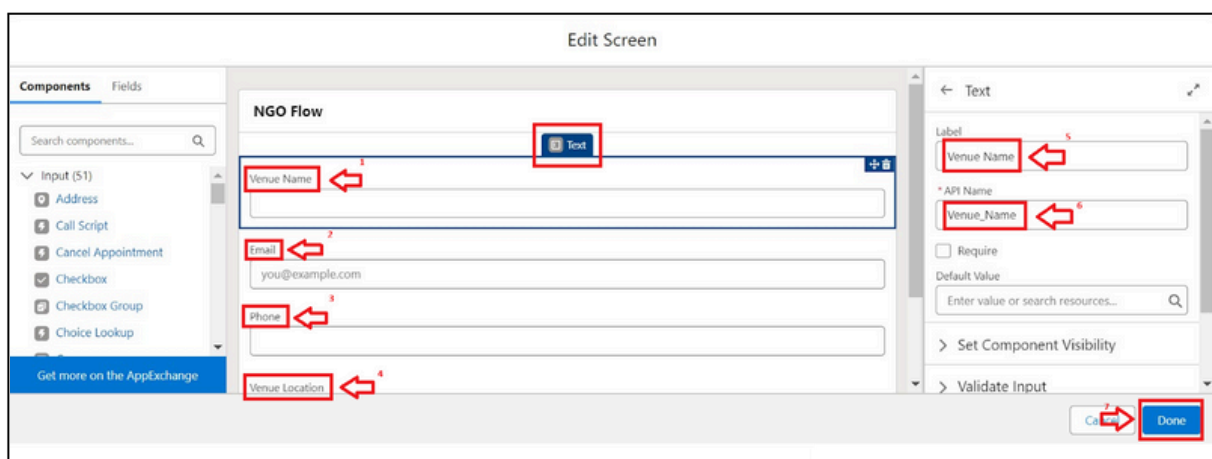 Edit Screen
Components Fields
Search components...
Input (51)
Address
Call Script
Cancel Appointment
Checkbox
Checkbox Group
Choice Lookup
Get more on the AppExchange
NGO Flow
Text
Venue Name 1
Email 2
you@example.com
Phone 3
Venue Location 4
Text
Label
Venue Name 5
* API Name
Venue_Name 6
Require
Default Value
Enter value or search resources...
Set Component Visibility
Validate Input
7
Done